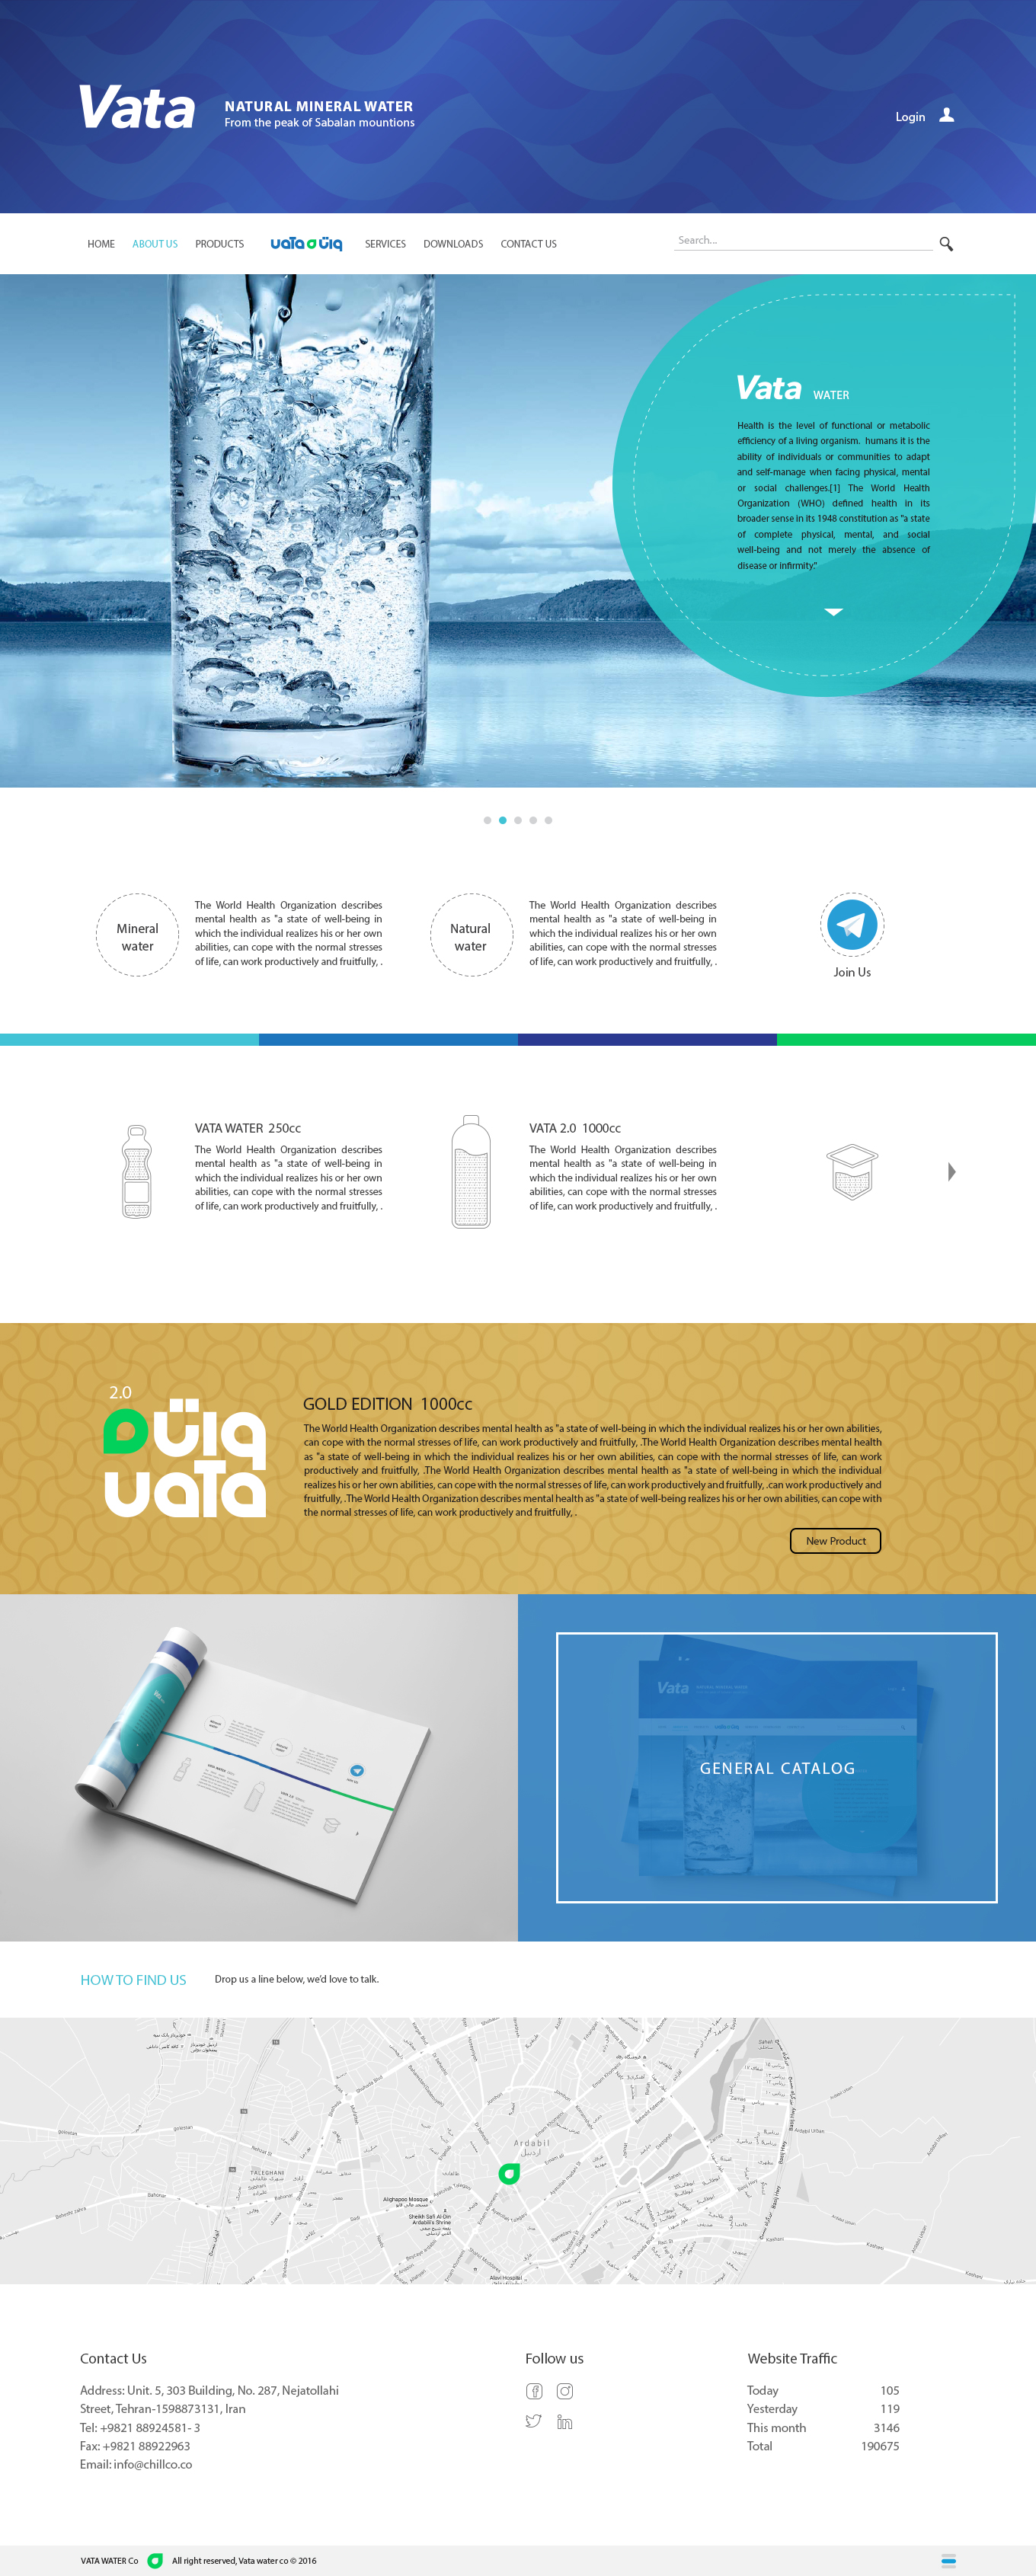 Vata
NATURAL MINERAL WATER
From the peak of Sabalan mountions
Login
HOME ABOUT US PRODUCTS vaTa واتا SERVICES DOWNLOADS CONTACT US
Search...
Vata WATER
Health is the level of functional or metabolic
efficiency of a living organism. humans it is the
ability of individuals or communities to adapt
and self-manage when facing physical, mental
or social challenges.[1] The World Health
Organization (WHO) defined health in its
broader sense in its 1948 constitution as "a state
of complete physical, mental, and social
well-being and not merely the absence of
disease or infirmity."
Mineral
water
The World Health Organization describes
mental health as "a state of well-being in
which the individual realizes his or her own
abilities, can cope with the normal stresses
of life, can work productively and fruitfully, .
Natural
water
The World Health Organization describes
mental health as "a state of well-being in
which the individual realizes his or her own
abilities, can cope with the normal stresses
of life, can work productively and fruitfully, .
Join Us
VATA WATER 250cc
The World Health Organization describes
mental health as "a state of well-being in
which the individual realizes his or her own
abilities, can cope with the normal stresses
of life, can work productively and fruitfully, .
VATA 2.0 1000cc
The World Health Organization describes
mental health as "a state of well-being in
which the individual realizes his or her own
abilities, can cope with the normal stresses
of life, can work productively and fruitfully, .
2.0
vaTa
GOLD EDITION 1000cc
The World Health Organization describes mental health as "a state of well-being in which the individual realizes his or her own abilities,
can cope with the normal stresses of life, can work productively and fruitfully, .The World Health Organization describes mental health
as "a state of well-being in which the individual realizes his or her own abilities, can cope with the normal stresses of life, can work
productively and fruitfully, .The World Health Organization describes mental health as "a state of well-being in which the individual
realizes his or her own abilities, can cope with the normal stresses of life, can work productively and fruitfully, .can work productively and
fruitfully, .The World Health Organization describes mental health as "a state of well-being realizes his or her own abilities, can cope with
the normal stresses of life, can work productively and fruitfully, .
New Product
Vata
GENERAL CATALOG
HOW TO FIND US
Drop us a line below, we'd love to talk.
Ardabil
اردبیل
TALEGHANI
Alighapoo Mosque
Sheikh Safi Al-Din
Ardabili's Shrine
Alavi Hospital
Contact Us
Address: Unit. 5, 303 Building, No. 287, Nejatollahi
Street, Tehran-1598873131, Iran
Tel: +9821 88924581- 3
Fax: +9821 88922963
Email: info@chillco.co
Follow us
Website Traffic
Today 105
Yesterday 119
This month 3146
Total 190675
VATA WATER Co
All right reserved, Vata water co © 2016